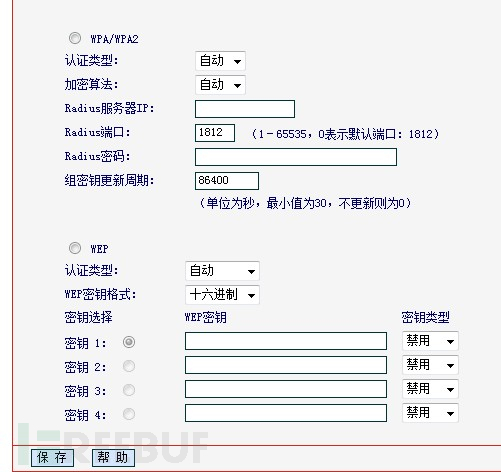 WPA/WPA2
认证类型： 自动
加密算法： 自动
Radius服务器IP：
Radius端口： 1812 （1－65535，0表示默认端口：1812）
Radius密码：
组密钥更新周期： 86400
（单位为秒，最小值为30，不更新则为0）
WEP
认证类型： 自动
WEP密钥格式： 十六进制
密钥选择 WEP密钥 密钥类型
密钥 1： 禁用
密钥 2： 禁用
密钥 3： 禁用
密钥 4： 禁用
FREEBUF
保 存 帮 助